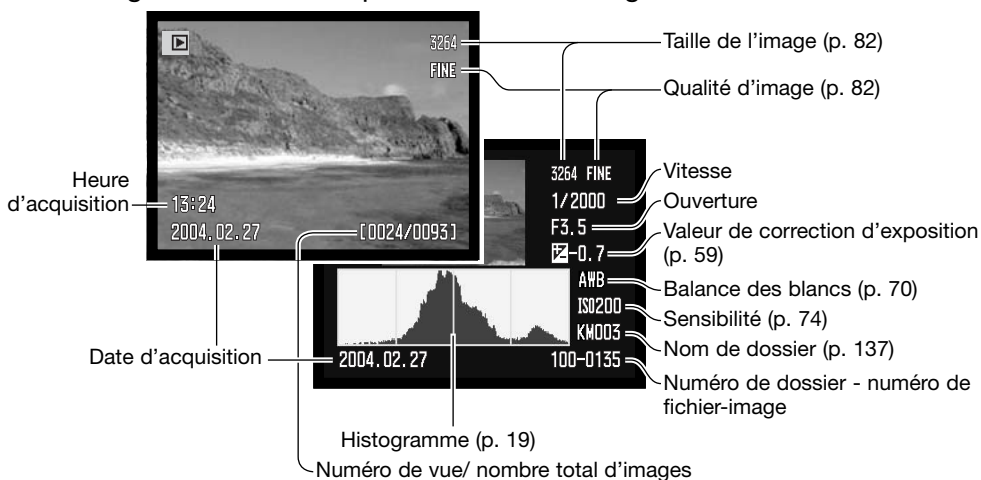 3264
FINE
Taille de l'image (p. 82)
Qualité d'image (p. 82)
Heure
d'acquisition
13:24
2004.02.27
[0024/0093]
3264 FINE
1/2000
F3.5
-0.7
AWB
ISO200
KM003
2004.02.27
100-0135
Vitesse
Ouverture
Valeur de correction d'exposition
(p. 59)
Balance des blancs (p. 70)
Sensibilité (p. 74)
Nom de dossier (p. 137)
Numéro de dossier - numéro de
fichier-image
Date d'acquisition
Histogramme (p. 19)
Numéro de vue/ nombre total d'images